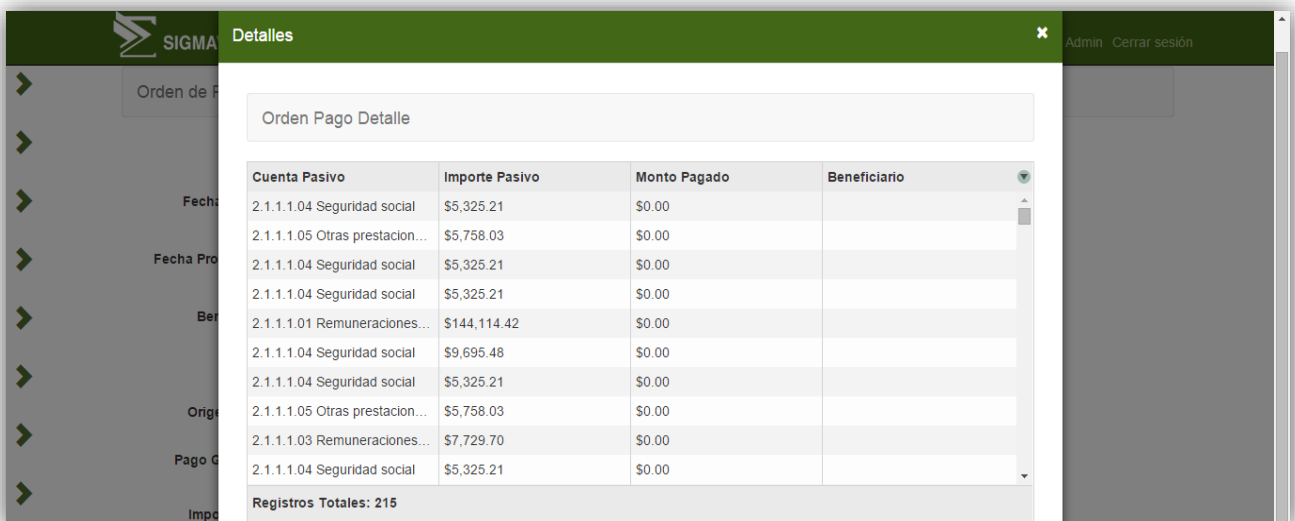 SIGMA
Detalles
Admin Cerrar sesión
Orden de P
Orden Pago Detalle
Cuenta Pasivo Importe Pasivo Monto Pagado Beneficiario
2.1.1.1.04 Seguridad social $5,325.21 $0.00
2.1.1.1.05 Otras prestacion... $5,758.03 $0.00
2.1.1.1.04 Seguridad social $5,325.21 $0.00
2.1.1.1.04 Seguridad social $5,325.21 $0.00
2.1.1.1.01 Remuneraciones... $144,114.42 $0.00
2.1.1.1.04 Seguridad social $9,695.48 $0.00
2.1.1.1.04 Seguridad social $5,325.21 $0.00
2.1.1.1.05 Otras prestacion... $5,758.03 $0.00
2.1.1.1.03 Remuneraciones... $7,729.70 $0.00
2.1.1.1.04 Seguridad social $5,325.21 $0.00
Registros Totales: 215
Fecha
Fecha Pro
Ber
Orige
Pago G
Impo